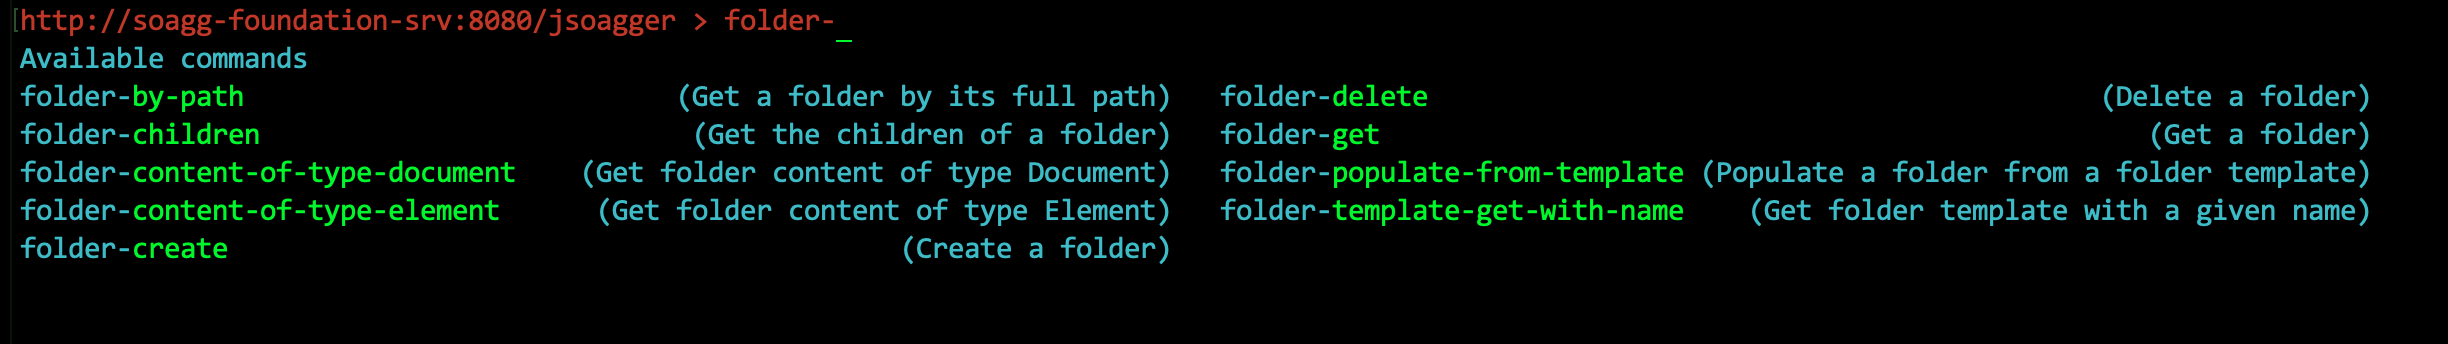 http://soagg-foundation-srv:8080/jsoagger > folder-_
Available commands
folder-by-path (Get a folder by its full path) folder-delete (Delete a folder)
folder-children (Get the children of a folder) folder-get (Get a folder)
folder-content-of-type-document (Get folder content of type Document) folder-populate-from-template (Populate a folder from a folder template)
folder-content-of-type-element (Get folder content of type Element) folder-template-get-with-name (Get folder template with a given name)
folder-create (Create a folder)